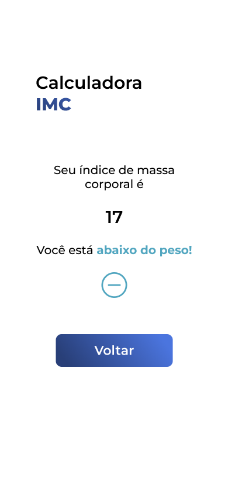 Calculadora
IMC
Seu índice de massa
corporal é
17
Você está abaixo do peso!
Voltar